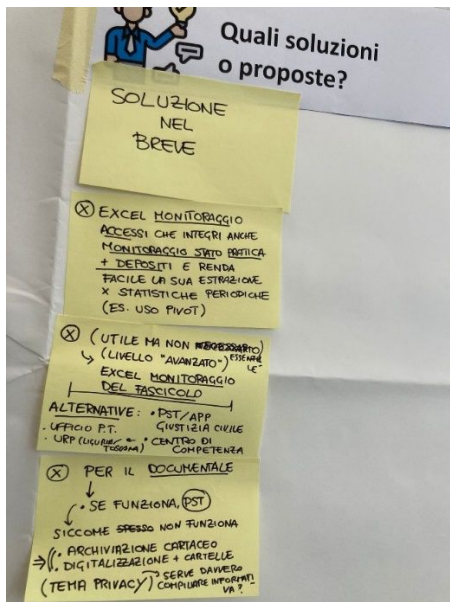 Quali soluzioni
o proposte?
SOLUZIONE
NEL
BREVE
Ⓧ EXCEL MONITORAGGIO
ACCESSI CHE INTEGRI ANCHE
MONITORAGGIO STATO PRATICA
+ DEPOSITI E RENDA
FACILE LA SUA ESTRAZIONE
X STATISTICHE PERIODICHE
(ES. USO PIVOT)
Ⓧ (UTILE MA NON NECESSARIO)
ESSENZIALE
↳ (LIVELLO "AVANZATO")
EXCEL MONITORAGGIO
DEL FASCICOLO
ALTERNATIVE: • PST/APP
GIUSTIZIA CIVILE
• UFFICIO P.T.
• URP (LIGURIA/TOSCANA) • CENTRO DI
COMPETENZA
Ⓧ PER IL DOCUMENTALE
↓
• SE FUNZIONA, PST
SICCOME SPESSO NON FUNZIONA
⇒ • ARCHIVIAZIONE CARTACEO
• DIGITALIZZAZIONE + CARTELLE
(TEMA PRIVACY) → SERVE DAVVERO
COMPILARE INFORMATIVA?